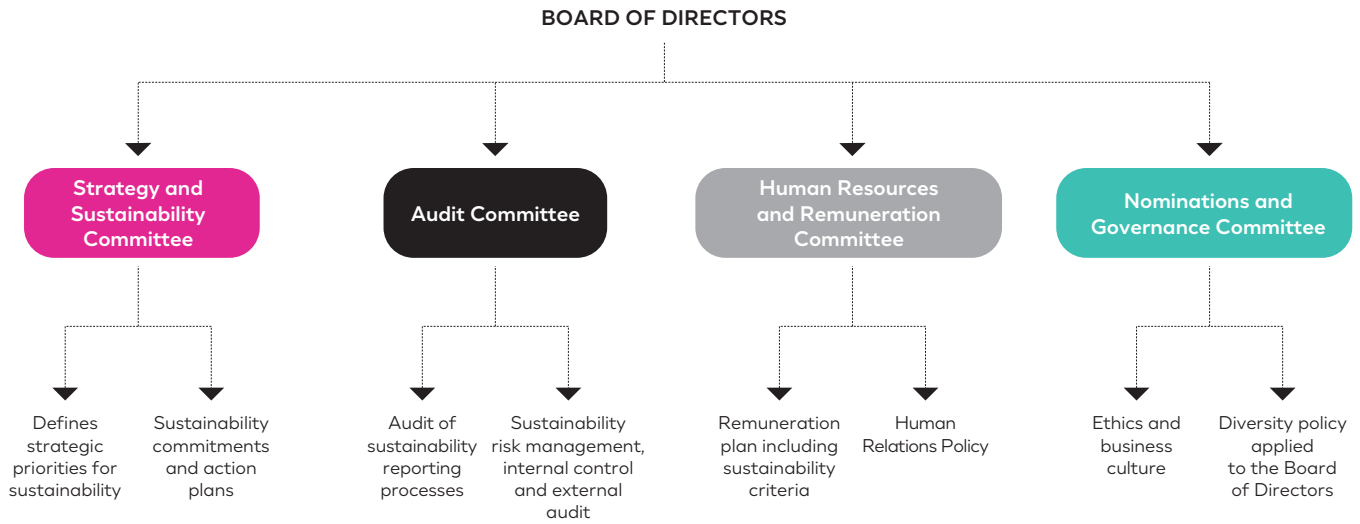 BOARD OF DIRECTORS
Strategy and
Sustainability
Committee
Audit Committee
Human Resources
and Remuneration
Committee
Nominations and
Governance Committee
Defines
strategic
priorities for
sustainability
Sustainability
commitments
and action
plans
Audit of
sustainability
reporting
processes
Sustainability
risk management,
internal control
and external
audit
Remuneration
plan including
sustainability
criteria
Human
Relations Policy
Ethics and
business
culture
Diversity policy
applied
to the Board
of Directors